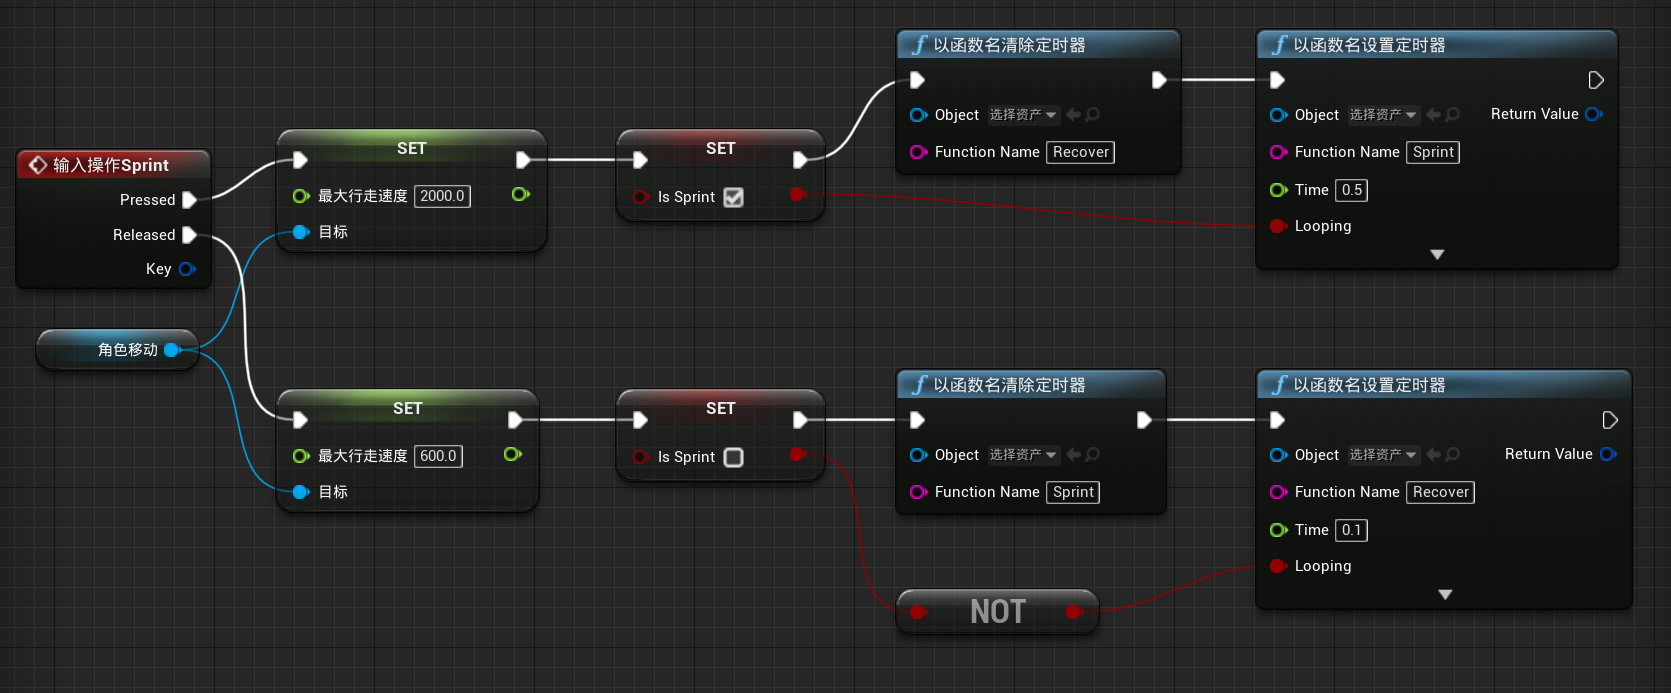 输入操作Sprint
Pressed
Released
Key
角色移动
SET
最大行走速度 2000.0
目标
SET
Is Sprint
以函数名清除定时器
Object 选择资产
Function Name Recover
以函数名设置定时器
Object 选择资产 Return Value
Function Name Sprint
Time 0.5
Looping
SET
最大行走速度 600.0
目标
SET
Is Sprint
以函数名清除定时器
Object 选择资产
Function Name Sprint
NOT
以函数名设置定时器
Object 选择资产 Return Value
Function Name Recover
Time 0.1
Looping